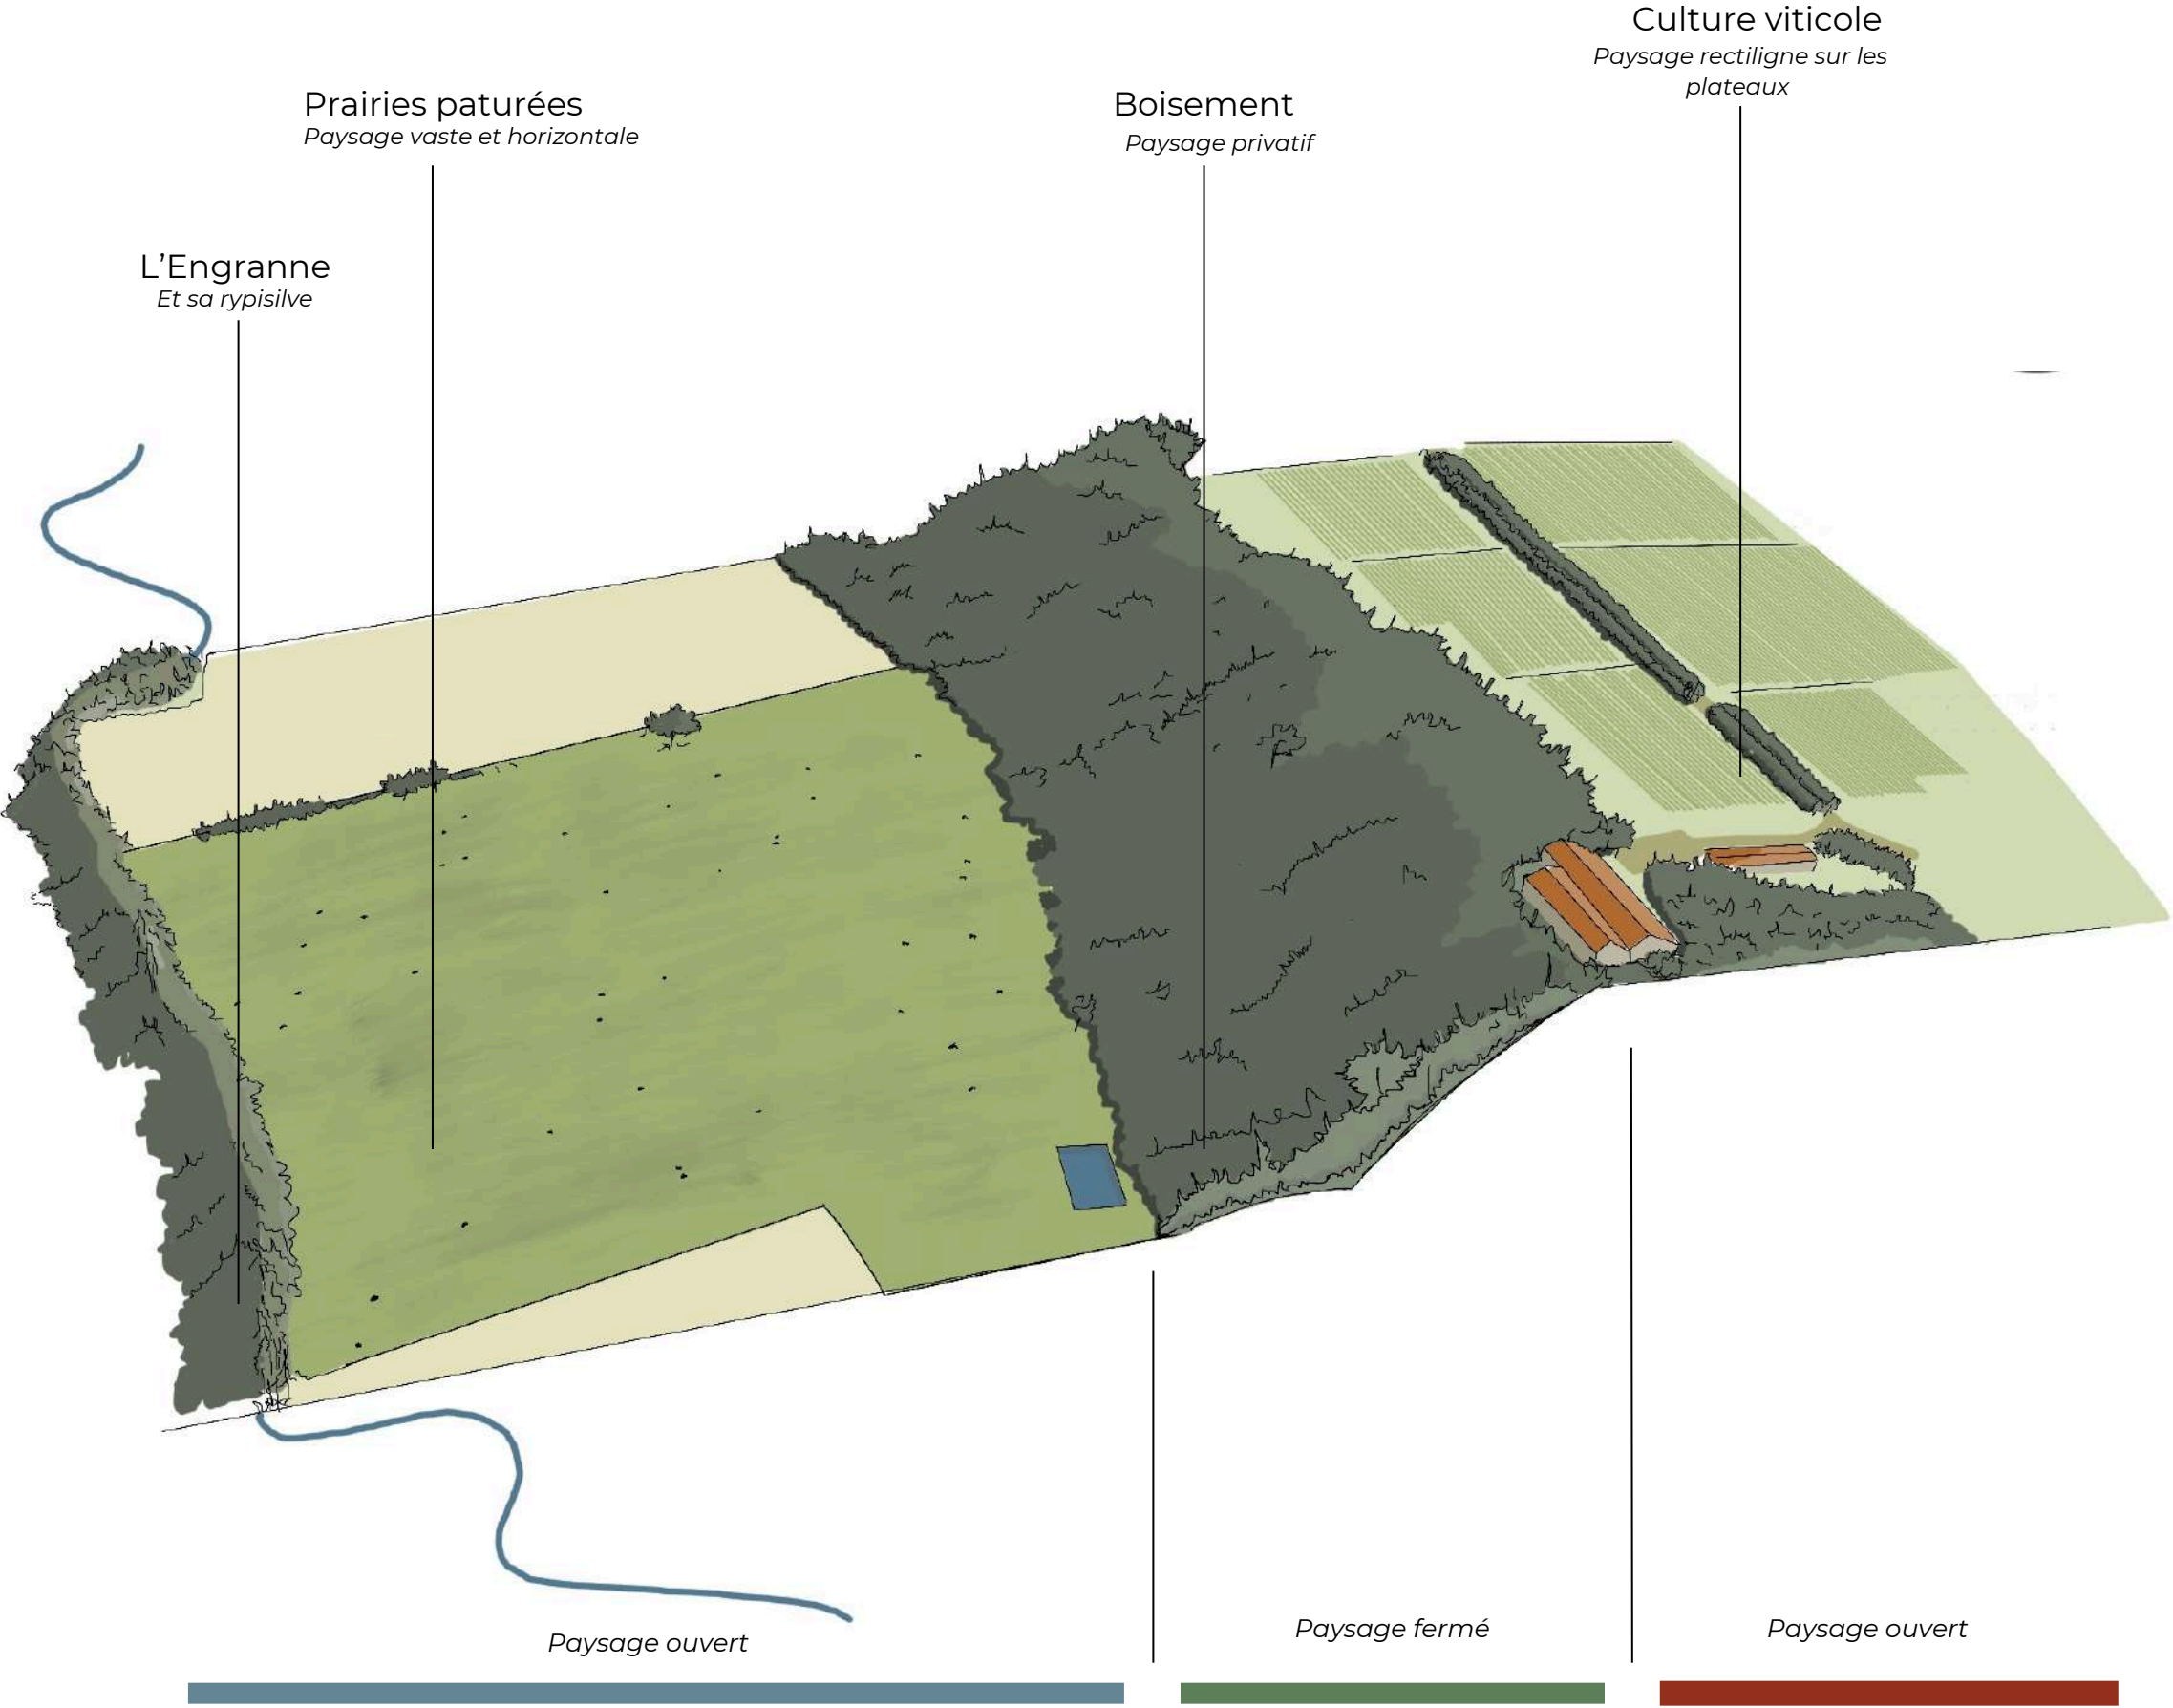 Culture viticole
Paysage rectiligne sur les
plateaux
Prairies paturées
Paysage vaste et horizontale
Boisement
Paysage privatif
L'Engranne
Et sa rypisilve
Paysage ouvert
Paysage fermé
Paysage ouvert